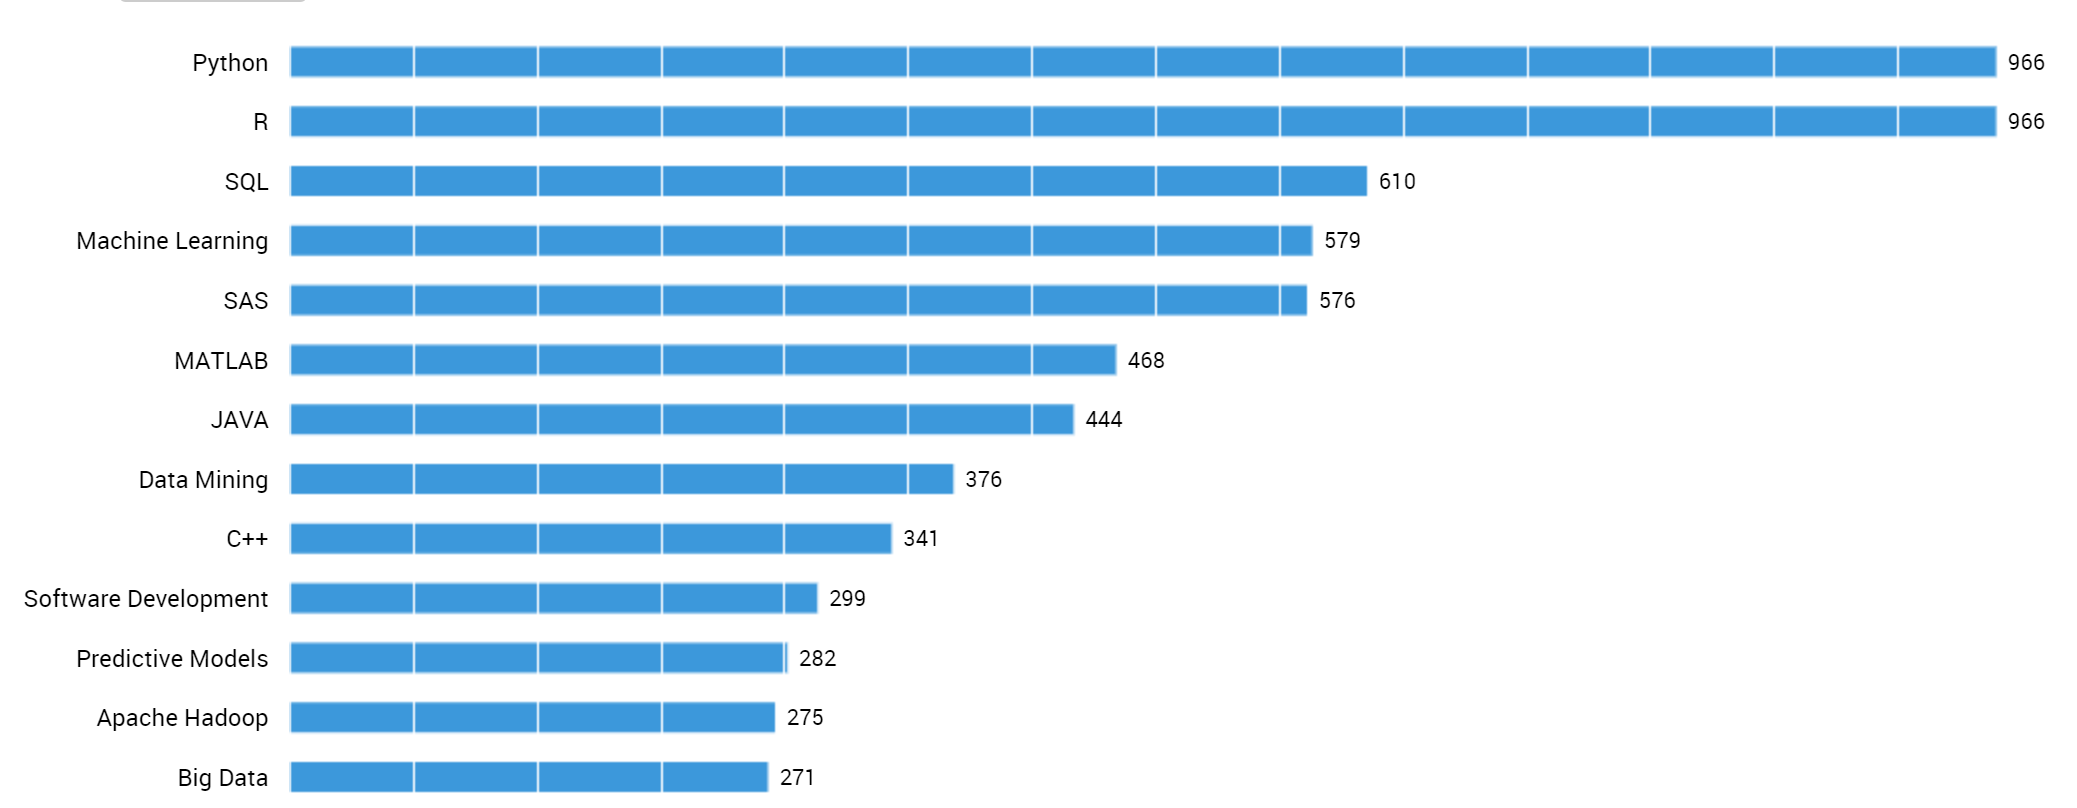 Python 966
R 966
SQL 610
Machine Learning 579
SAS 576
MATLAB 468
JAVA 444
Data Mining 376
C++ 341
Software Development 299
Predictive Models 282
Apache Hadoop 275
Big Data 271